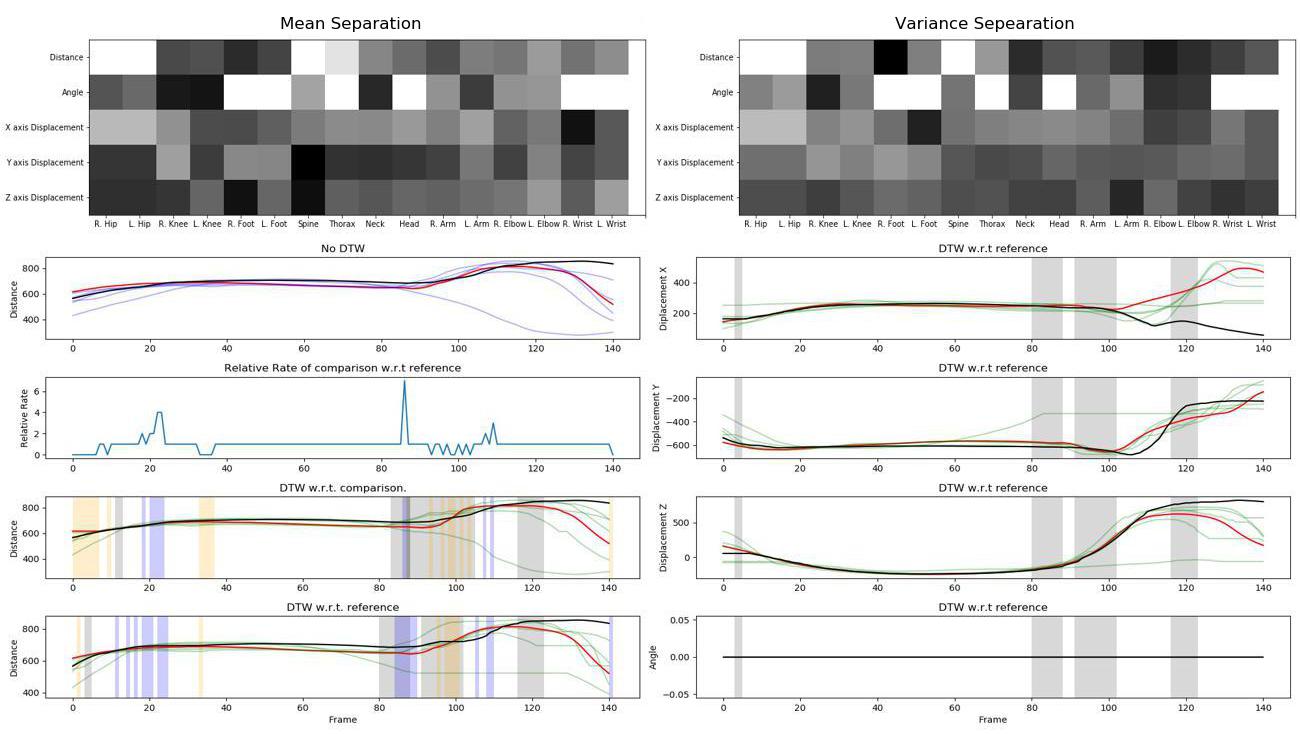 Mean Separation
Variance Sepearation
Distance
Angle
X axis Displacement
Y axis Displacement
Z axis Displacement
R. Hip L. Hip R. Knee L. Knee R. Foot L. Foot Spine Thorax Neck Head R. Arm L. Arm R. Elbow L. Elbow R. Wrist L. Wrist
Distance
Angle
X axis Displacement
Y axis Displacement
Z axis Displacement
R. Hip L. Hip R. Knee L. Knee R. Foot L. Foot Spine Thorax Neck Head R. Arm L. Arm R. Elbow L. Elbow R. Wrist L. Wrist
No DTW
Distance
800
600
400
0 20 40 60 80 100 120 140
DTW w.r.t reference
Diplacement X
400
200
0 20 40 60 80 100 120 140
Relative Rate of comparison w.r.t reference
Relative Rate
6
4
2
0
0 20 40 60 80 100 120 140
DTW w.r.t reference
Displacement Y
−200
−400
−600
0 20 40 60 80 100 120 140
DTW w.r.t. comparison.
Distance
800
600
400
0 20 40 60 80 100 120 140
DTW w.r.t reference
Displacement Z
500
0
0 20 40 60 80 100 120 140
DTW w.r.t. reference
Distance
800
600
400
0 20 40 60 80 100 120 140
Frame
DTW w.r.t reference
Angle
0.05
0.00
−0.05
0 20 40 60 80 100 120 140
Frame